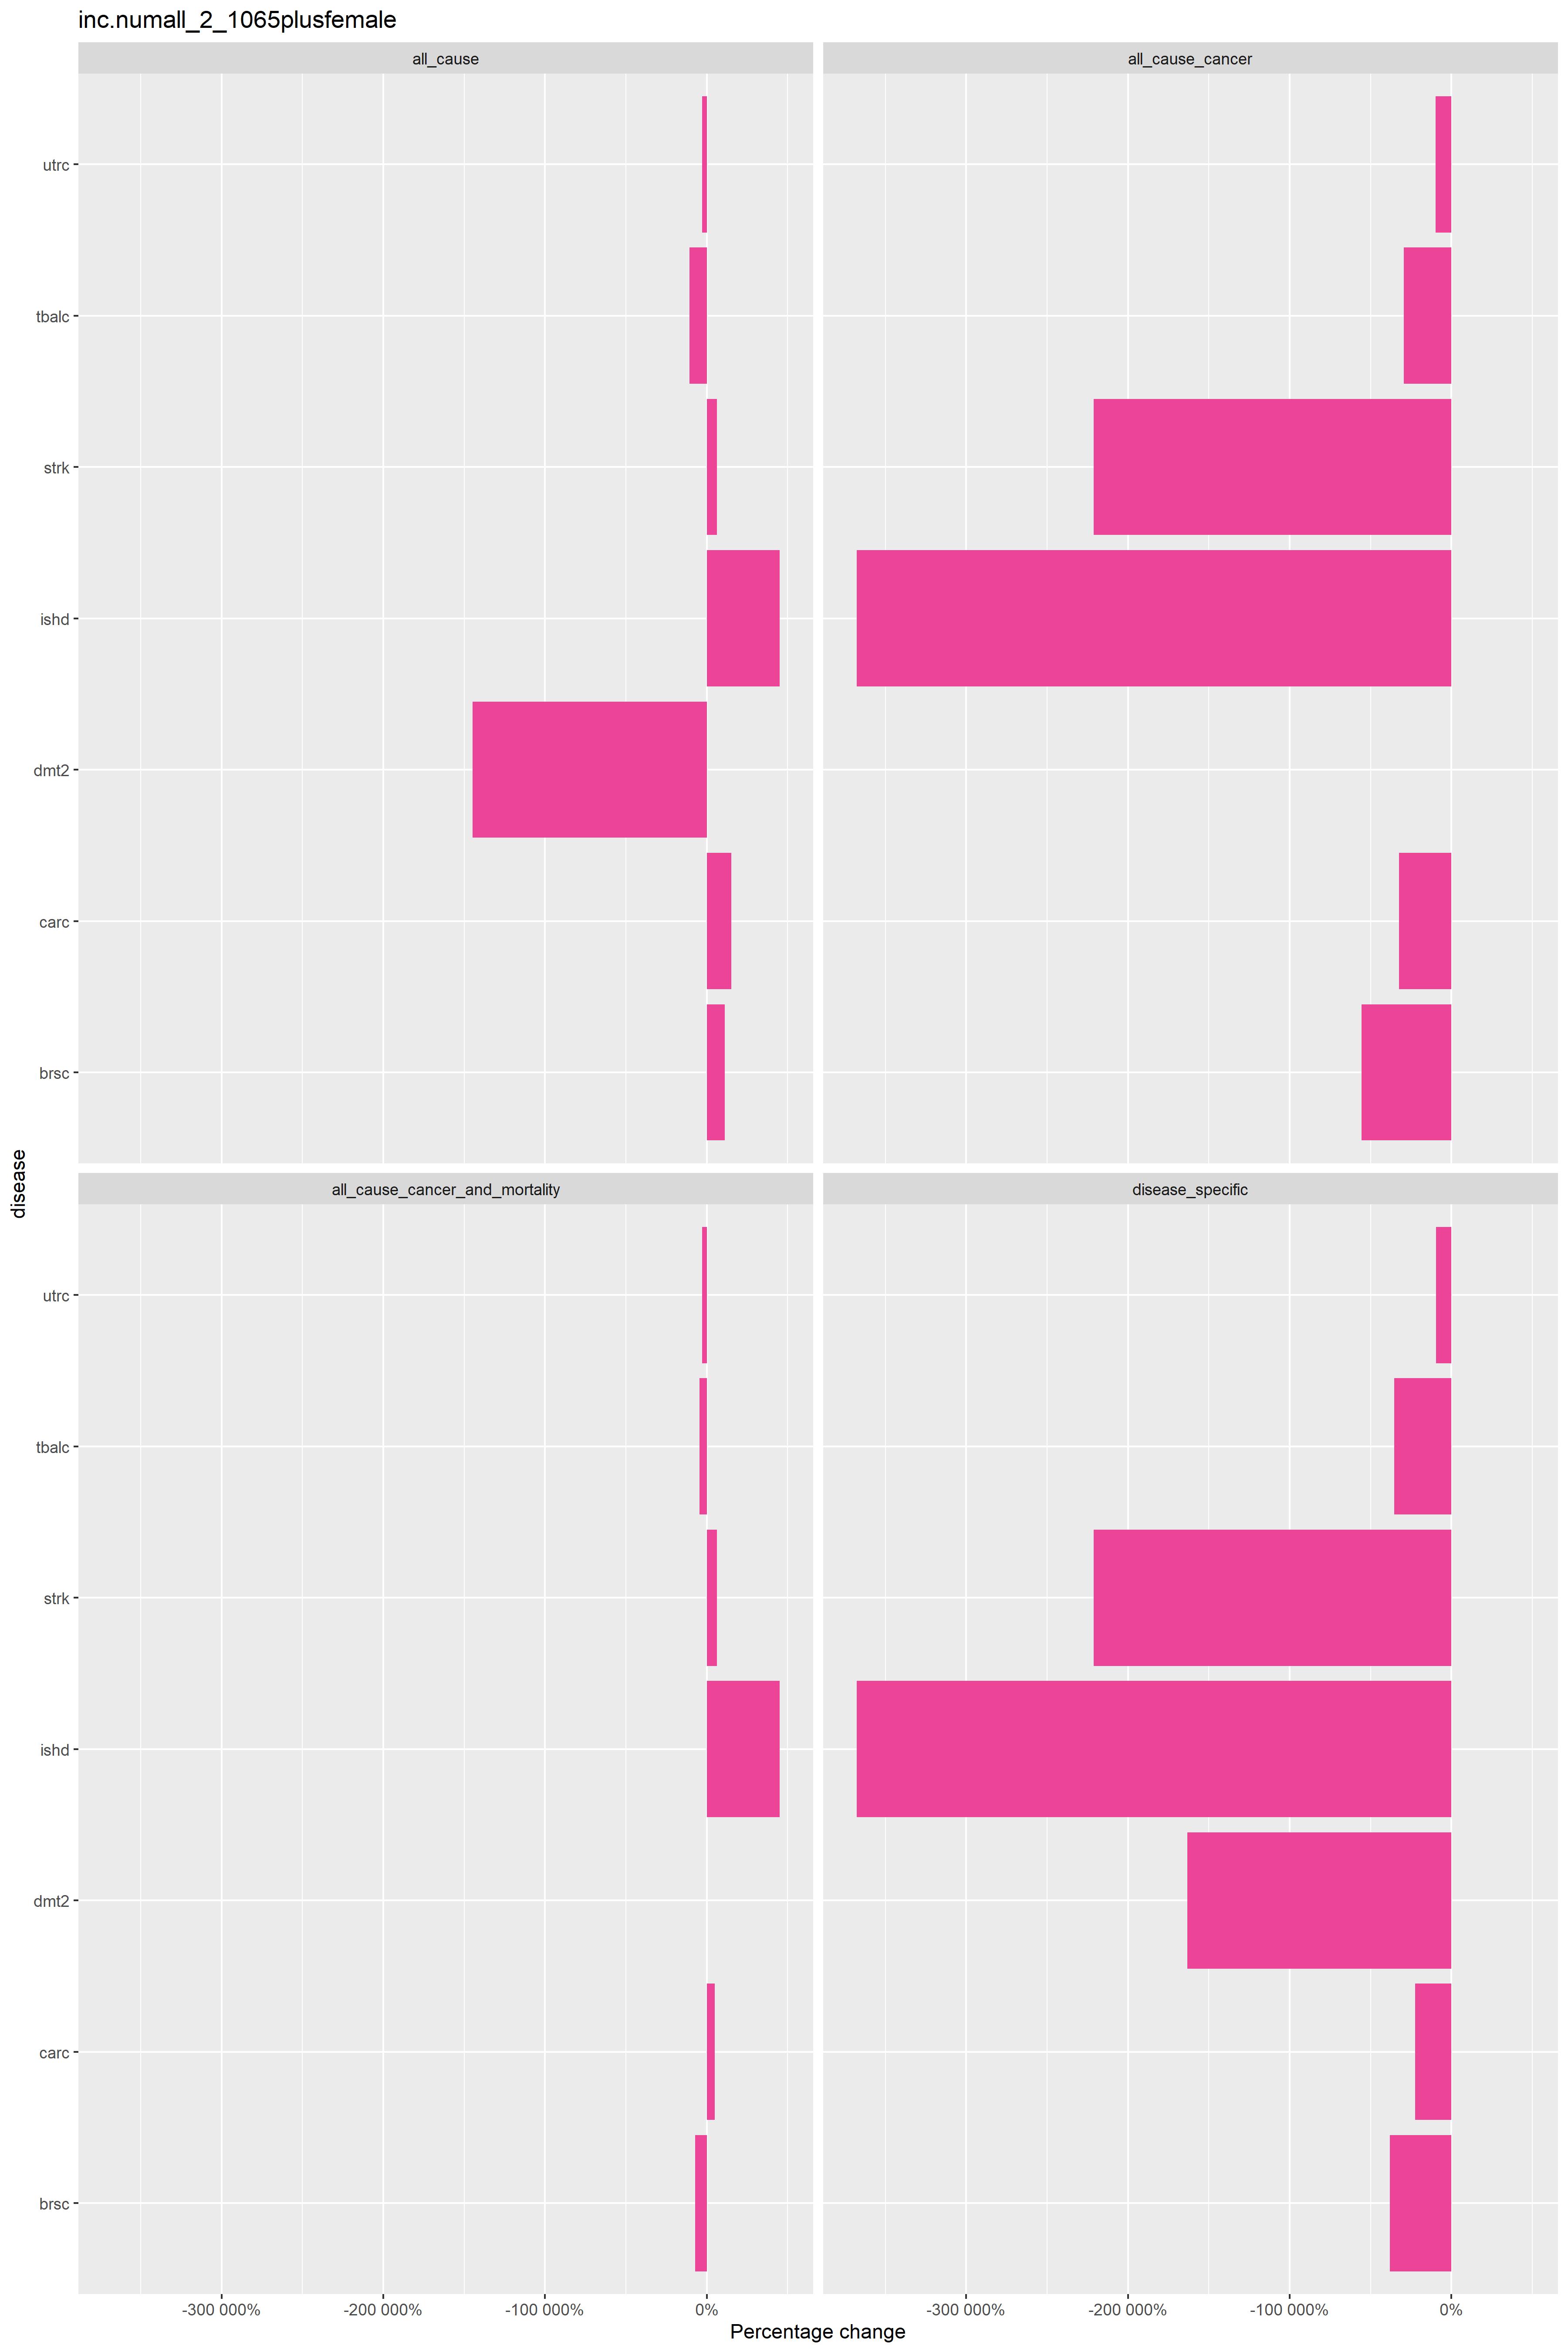 inc.numall_2_1065plusfemale
all_cause
all_cause_cancer
utrc
tbalc
strk
ishd
dmt2
carc
brsc
disease
all_cause_cancer_and_mortality
disease_specific
utrc
tbalc
strk
ishd
dmt2
carc
brsc
-300 000%
-200 000%
-100 000%
0%
-300 000%
-200 000%
-100 000%
0%
Percentage change